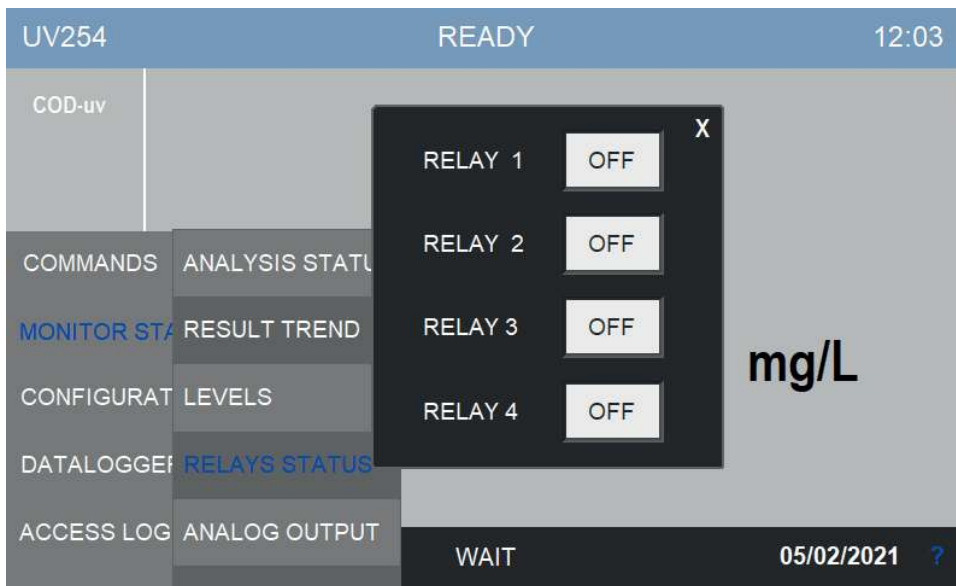 UV254 READY 12:03
COD-uv
X
RELAY 1 OFF
RELAY 2 OFF
RELAY 3 OFF
RELAY 4 OFF
mg/L
COMMANDS
MONITOR STA
CONFIGURAT
DATALOGGER
ACCESS LOG
ANALYSIS STATU
RESULT TREND
LEVELS
RELAYS STATUS
ANALOG OUTPUT
WAIT 05/02/2021 ?